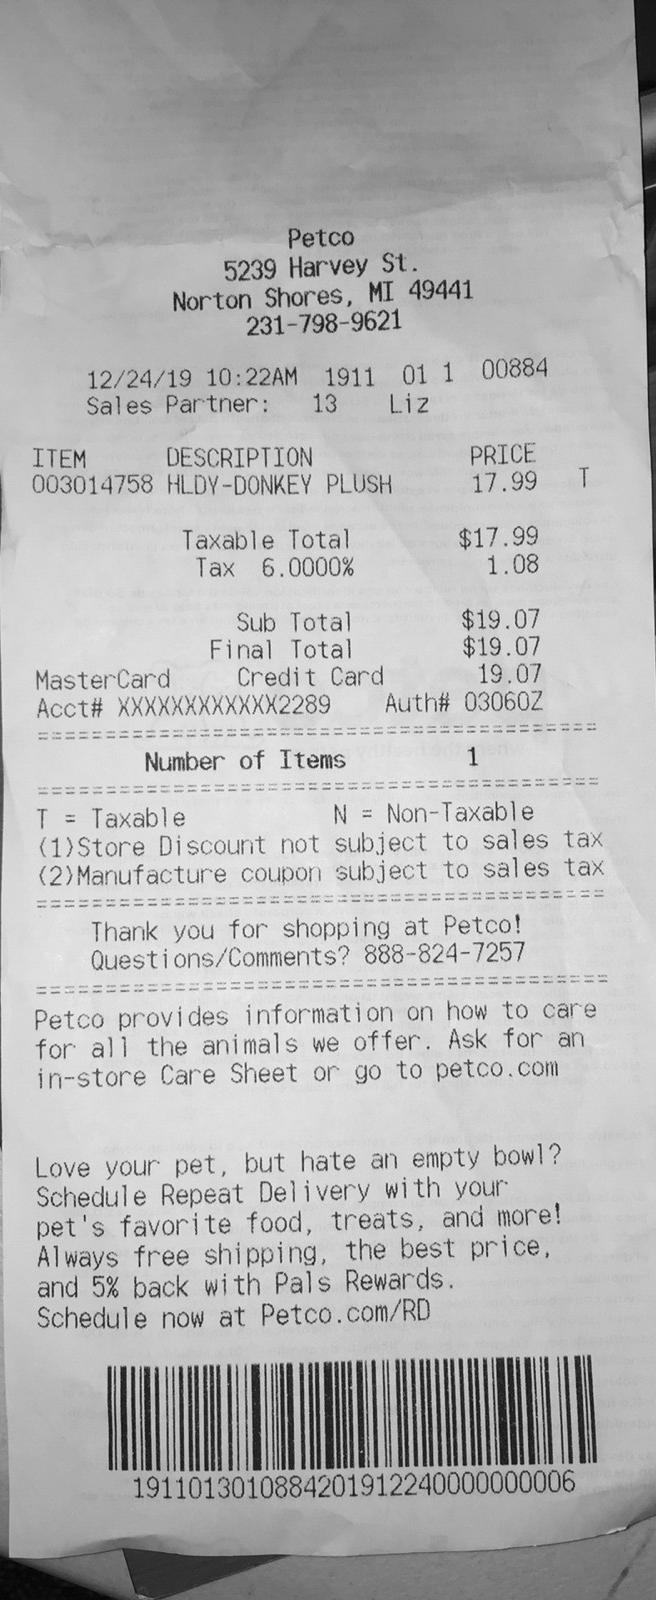 Petco
5239 Harvey St.
Norton Shores, MI 49441
231-798-9621
12/24/19 10:22AM 1911 01 1 00884
Sales Partner: 13 Liz
ITEM DESCRIPTION PRICE
003014758 HLDY-DONKEY PLUSH 17.99 T
Taxable Total $17.99
Tax 6.0000% 1.08
Sub Total $19.07
Final Total $19.07
MasterCard Credit Card 19.07
Acct# XXXXXXXXXXXX2289 Auth# 03060Z
Number of Items 1
T = Taxable N = Non-Taxable
(1)Store Discount not subject to sales tax
(2)Manufacture coupon subject to sales tax
Thank you for shopping at Petco!
Questions/Comments? 888-824-7257
Petco provides information on how to care
for all the animals we offer. Ask for an
in-store Care Sheet or go to petco.com
Love your pet, but hate an empty bowl?
Schedule Repeat Delivery with your
pet's favorite food, treats, and more!
Always free shipping, the best price,
and 5% back with Pals Rewards.
Schedule now at Petco.com/RD
191101301088420191224000000006